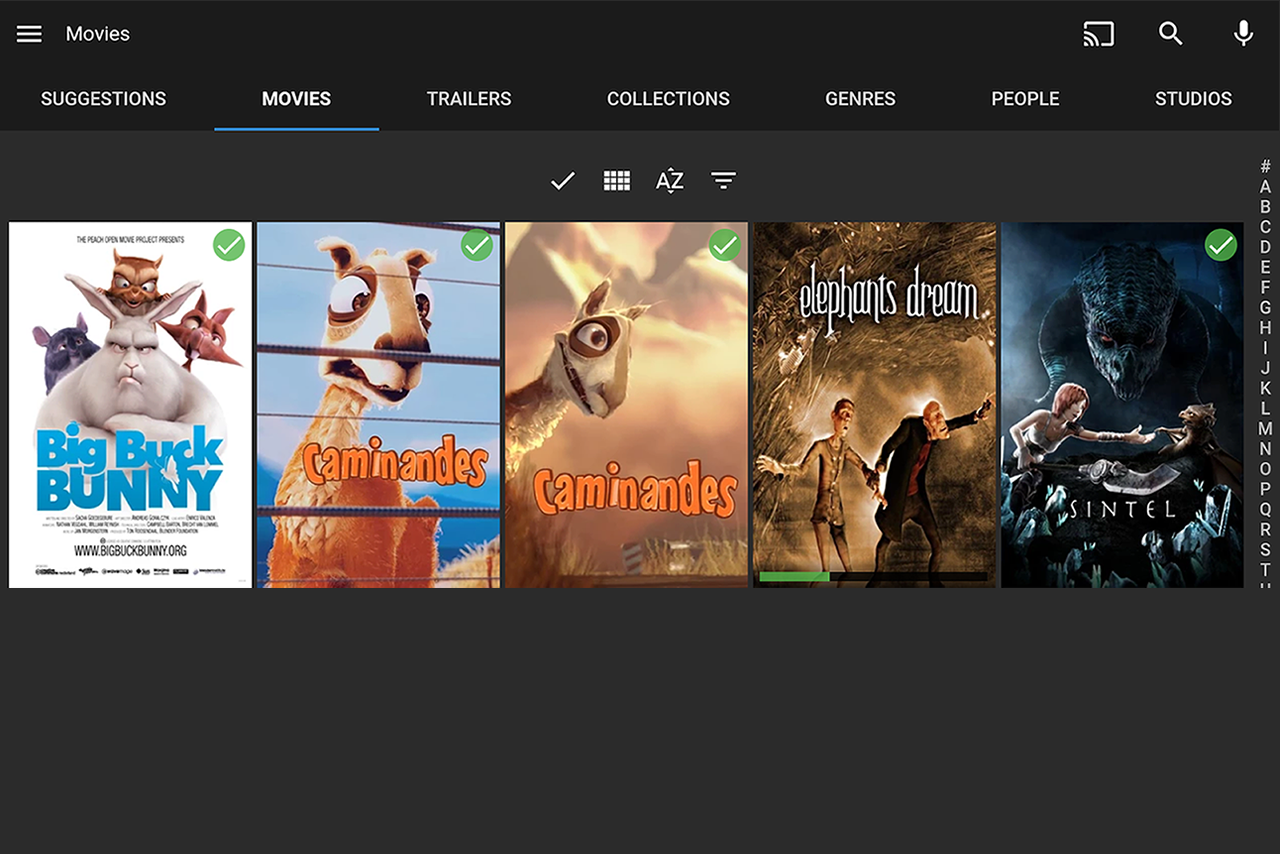 Movies
SUGGESTIONS
MOVIES
TRAILERS
COLLECTIONS
GENRES
PEOPLE
STUDIOS
AZ
THE PEACH OPEN MOVIE PROJECT PRESENTS
Big Buck
BUNNY
WWW.BIGBUCKBUNNY.ORG
Caminandes
Caminandes
elephants dream
SINTEL
#
A
B
C
D
E
F
G
H
I
J
K
L
M
N
O
P
Q
R
S
T